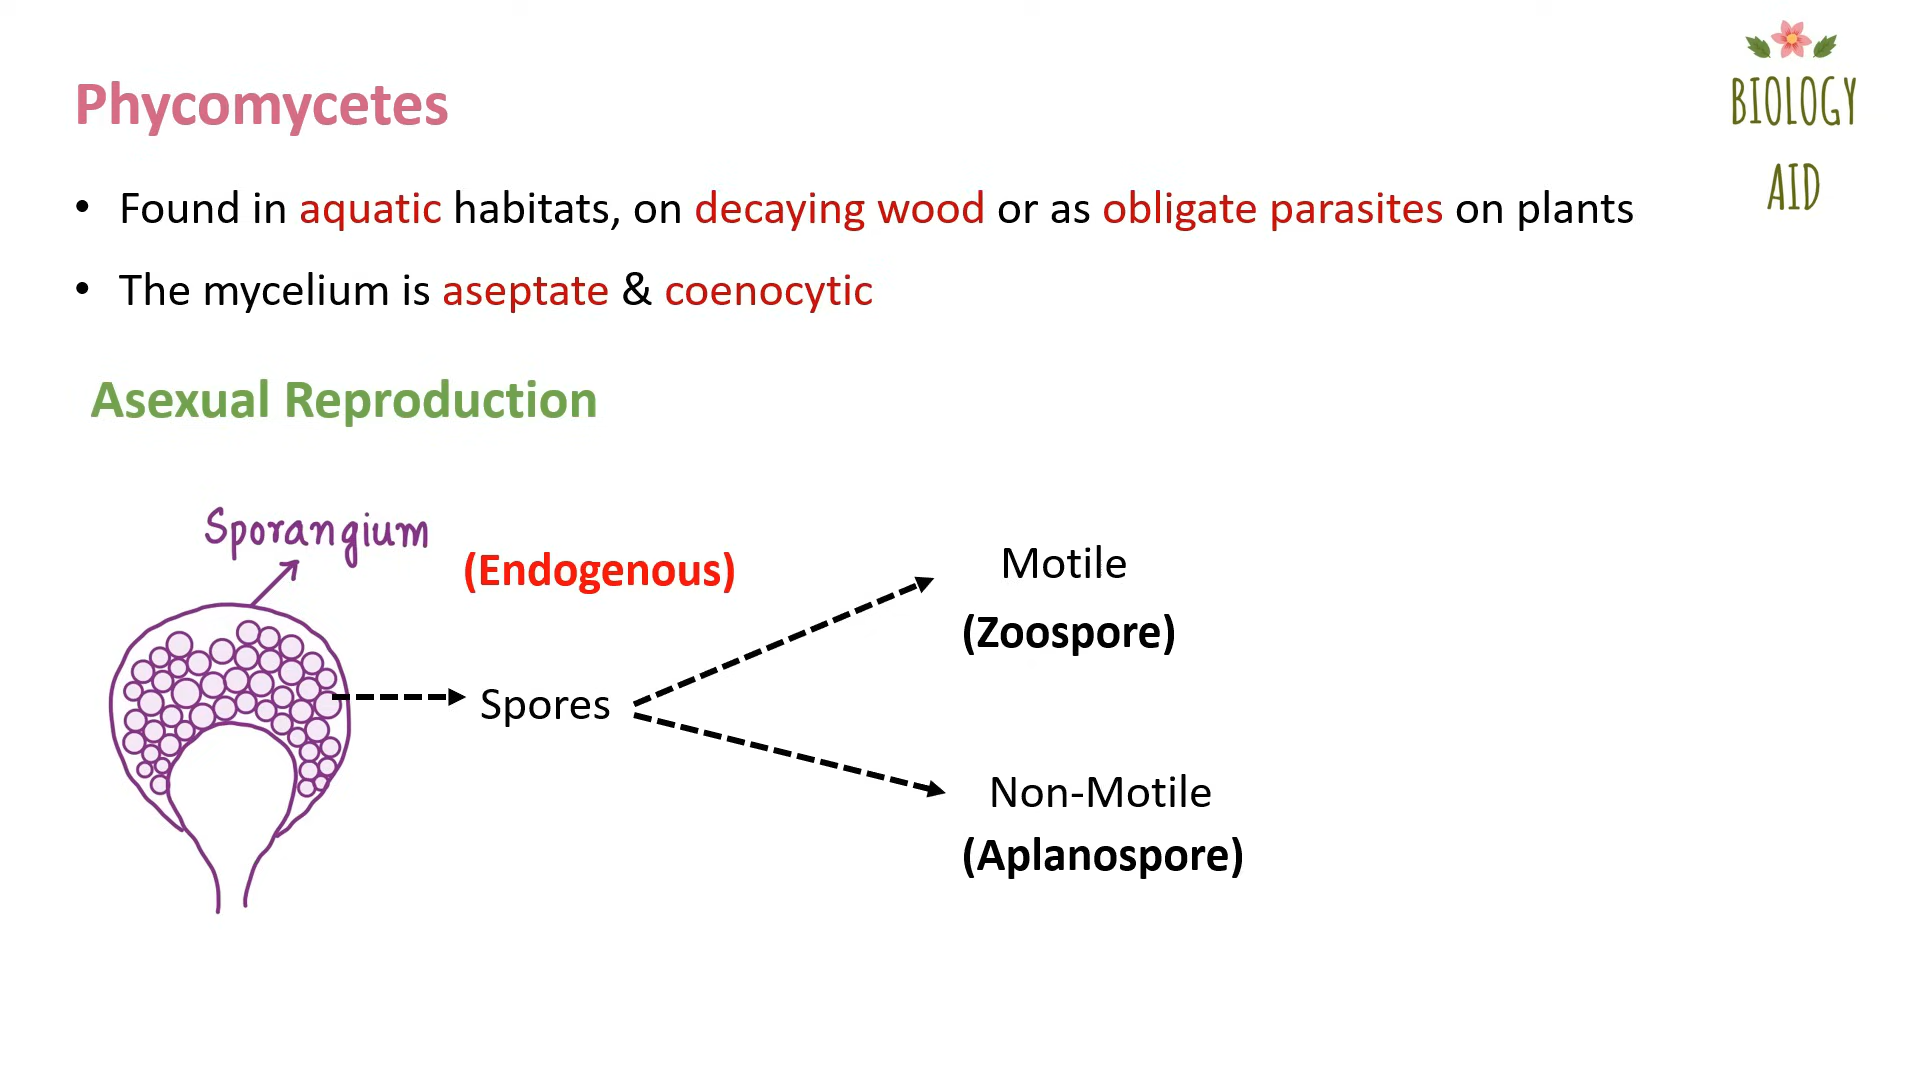 Phycomycetes
BIOLOGY
AID
• Found in aquatic habitats, on decaying wood or as obligate parasites on plants
• The mycelium is aseptate & coenocytic
Asexual Reproduction
Sporangium
(Endogenous)
Motile
(Zoospore)
Spores
Non-Motile
(Aplanospore)